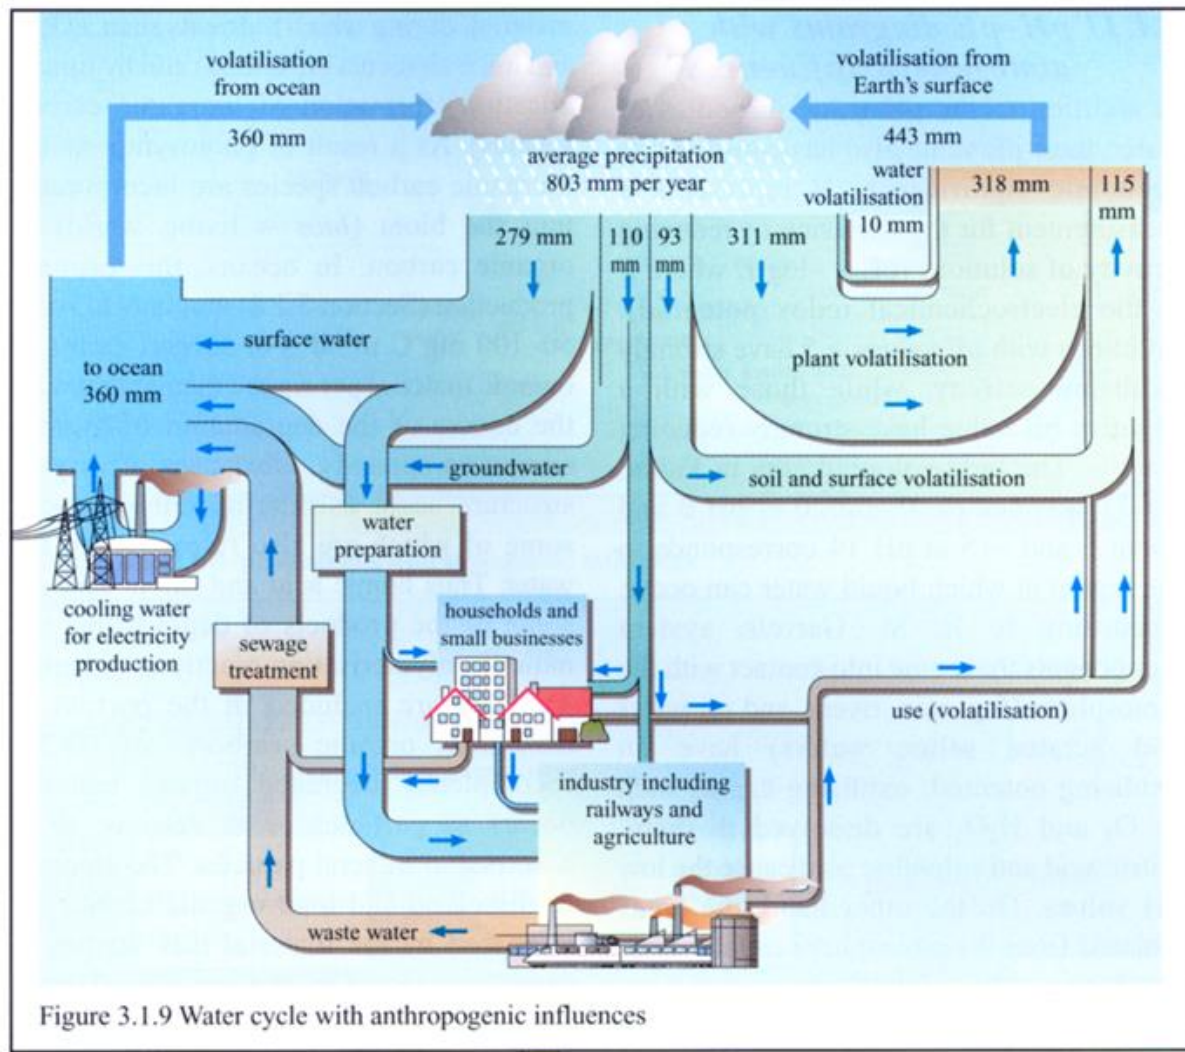 volatilisation
from ocean
360 mm
volatilisation from
Earth's surface
443 mm
average precipitation
803 mm per year
water
volatilisation
10 mm
318 mm
115
mm
279 mm
110
mm
93
mm
311 mm
surface water
to ocean
360 mm
plant volatilisation
groundwater
soil and surface volatilisation
water
preparation
cooling water
for electricity
production
households and
small businesses
sewage
treatment
use (volatilisation)
industry including
railways and
agriculture
waste water
Figure 3.1.9 Water cycle with anthropogenic influences